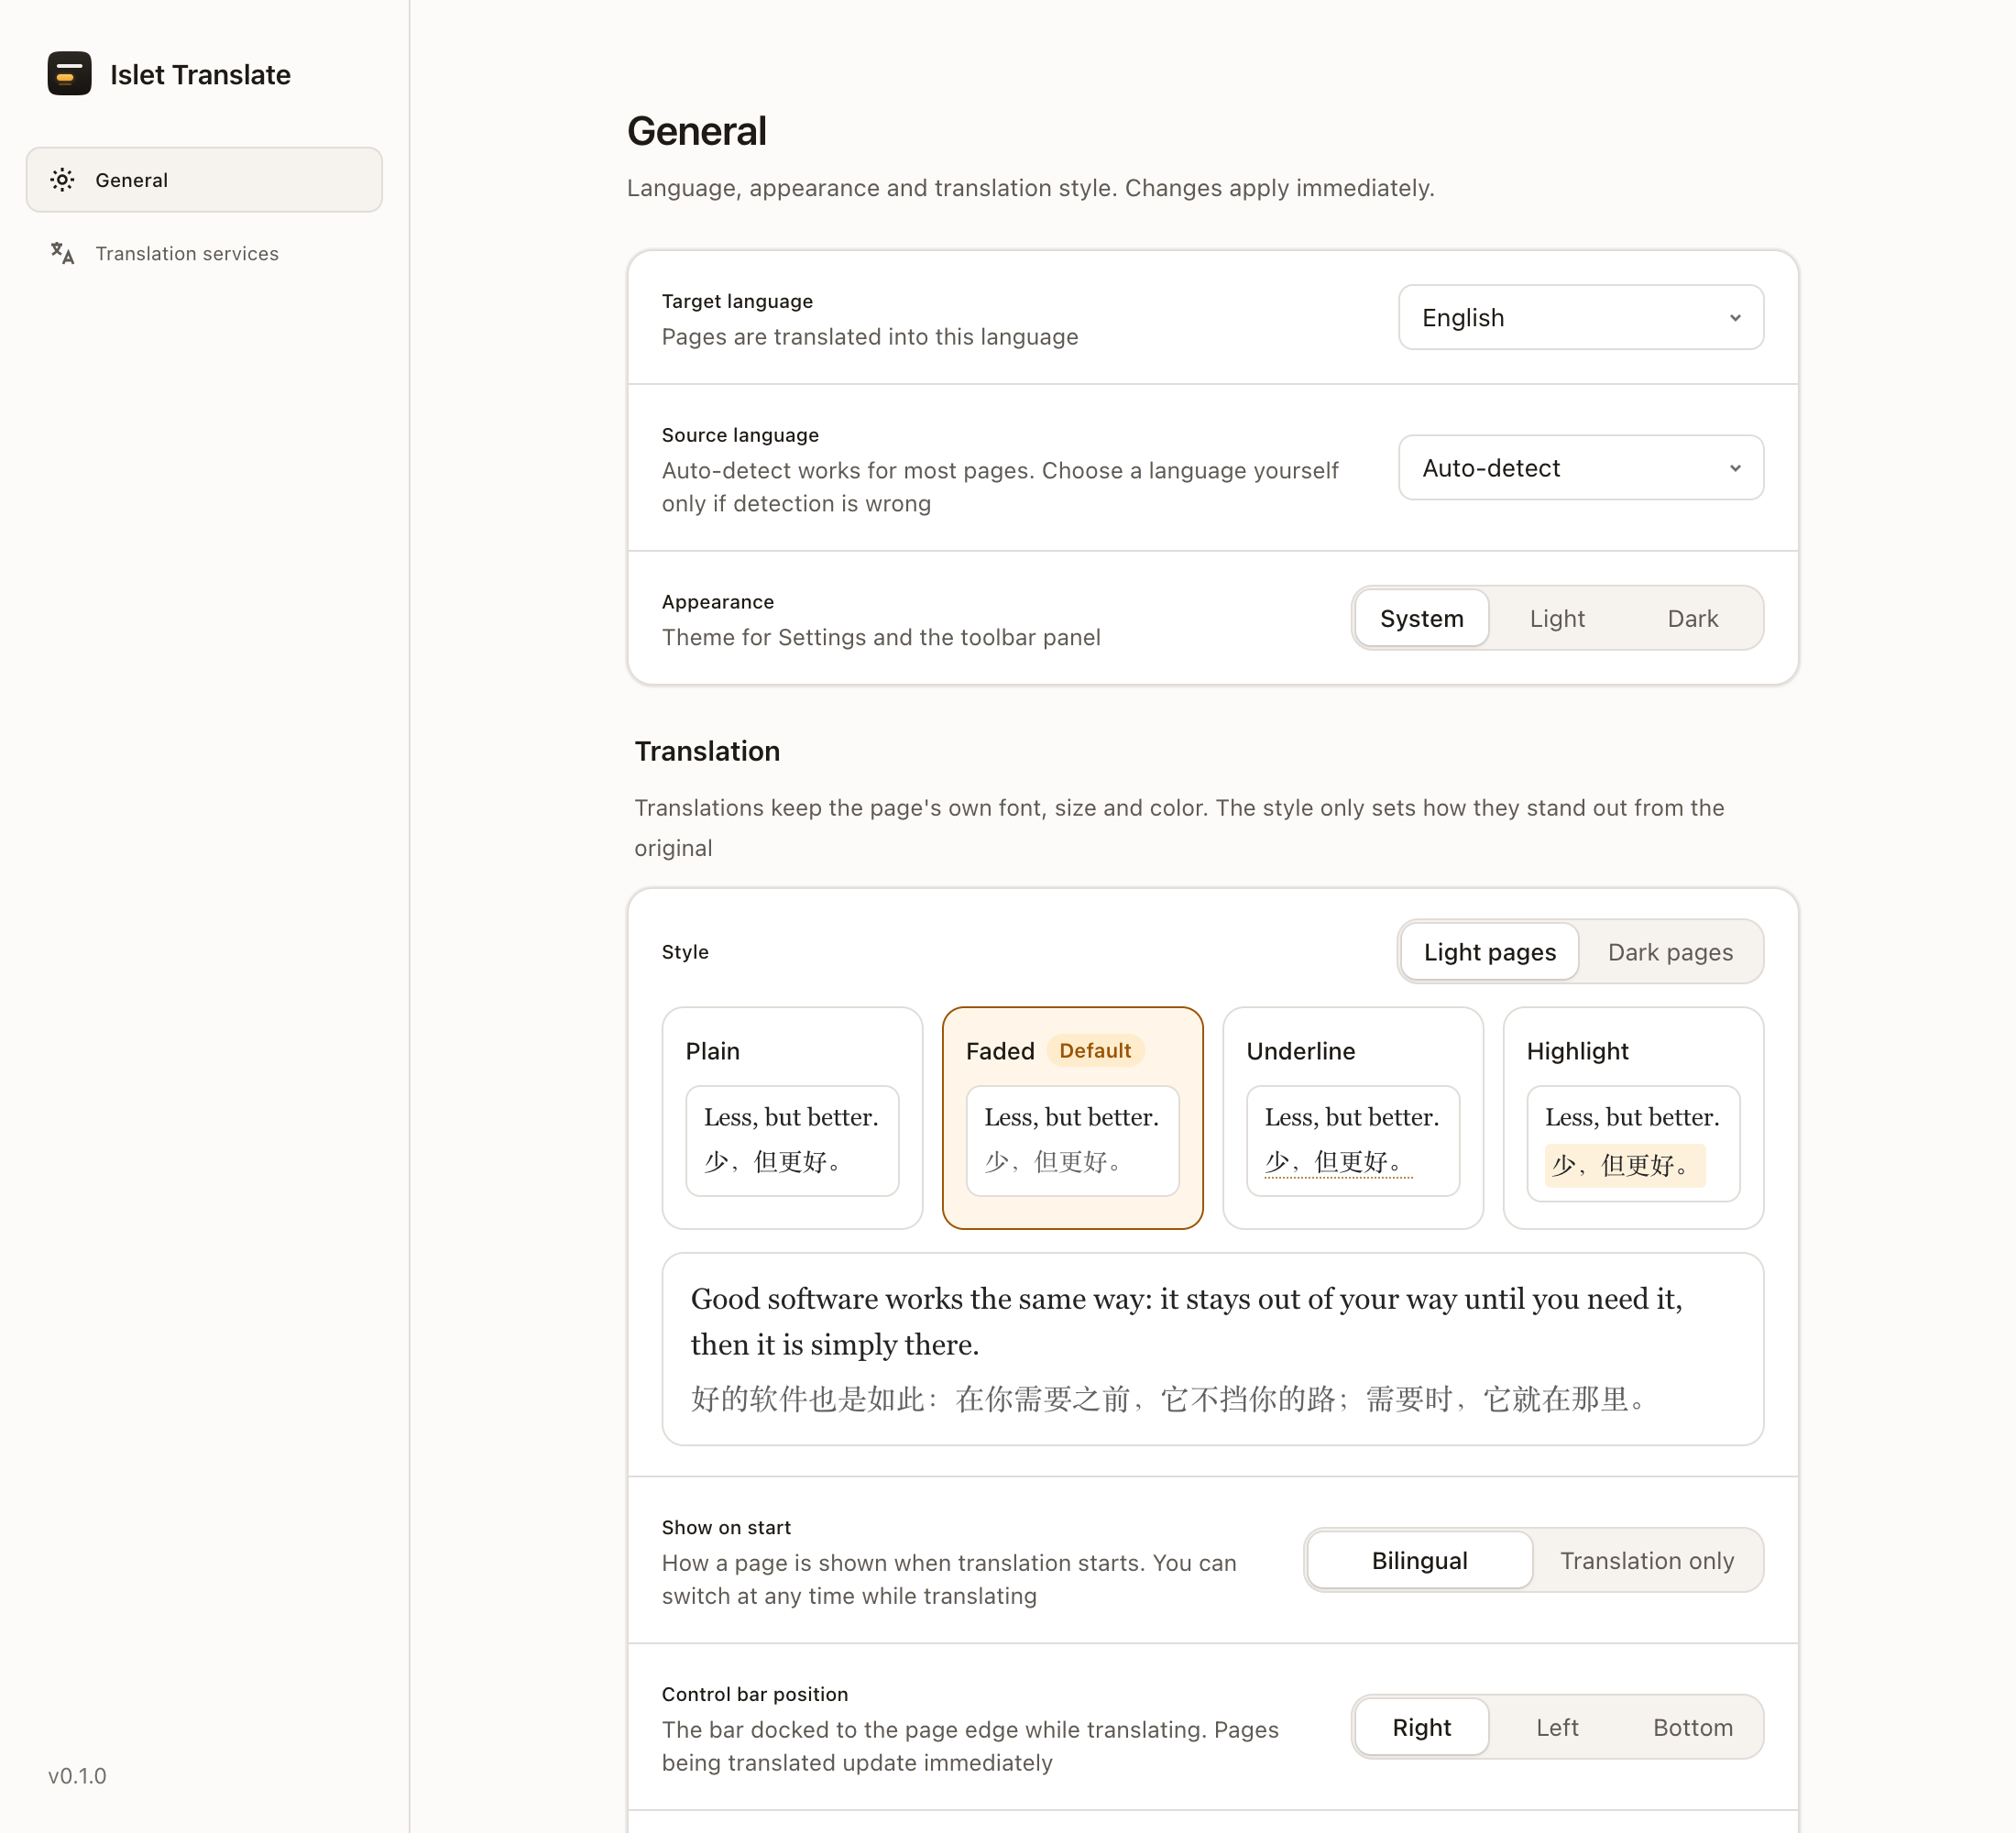 Islet Translate
General
Translation services
v0.1.0
General
Language, appearance and translation style. Changes apply immediately.
Target language
Pages are translated into this language
English
Source language
Auto-detect works for most pages. Choose a language yourself
only if detection is wrong
Auto-detect
Appearance
Theme for Settings and the toolbar panel
System
Light
Dark
Translation
Translations keep the page's own font, size and color. The style only sets how they stand out from the
original
Style
Light pages
Dark pages
Plain
Less, but better.
少，但更好。
Faded Default
Less, but better.
少，但更好。
Underline
Less, but better.
少，但更好。
Highlight
Less, but better.
少，但更好。
Good software works the same way: it stays out of your way until you need it,
then it is simply there.
好的软件也是如此：在你需要之前，它不挡你的路；需要时，它就在那里。
Show on start
How a page is shown when translation starts. You can
switch at any time while translating
Bilingual
Translation only
Control bar position
The bar docked to the page edge while translating. Pages
being translated update immediately
Right
Left
Bottom